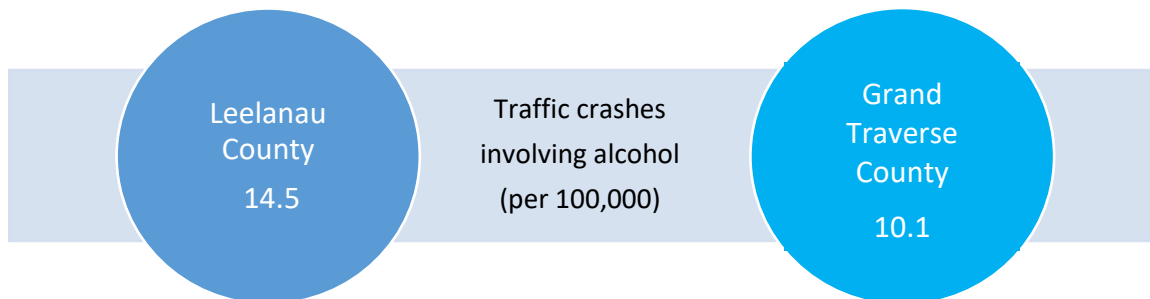 Leelanau
County
14.5
Traffic crashes
involving alcohol
(per 100,000)
Grand
Traverse
County
10.1